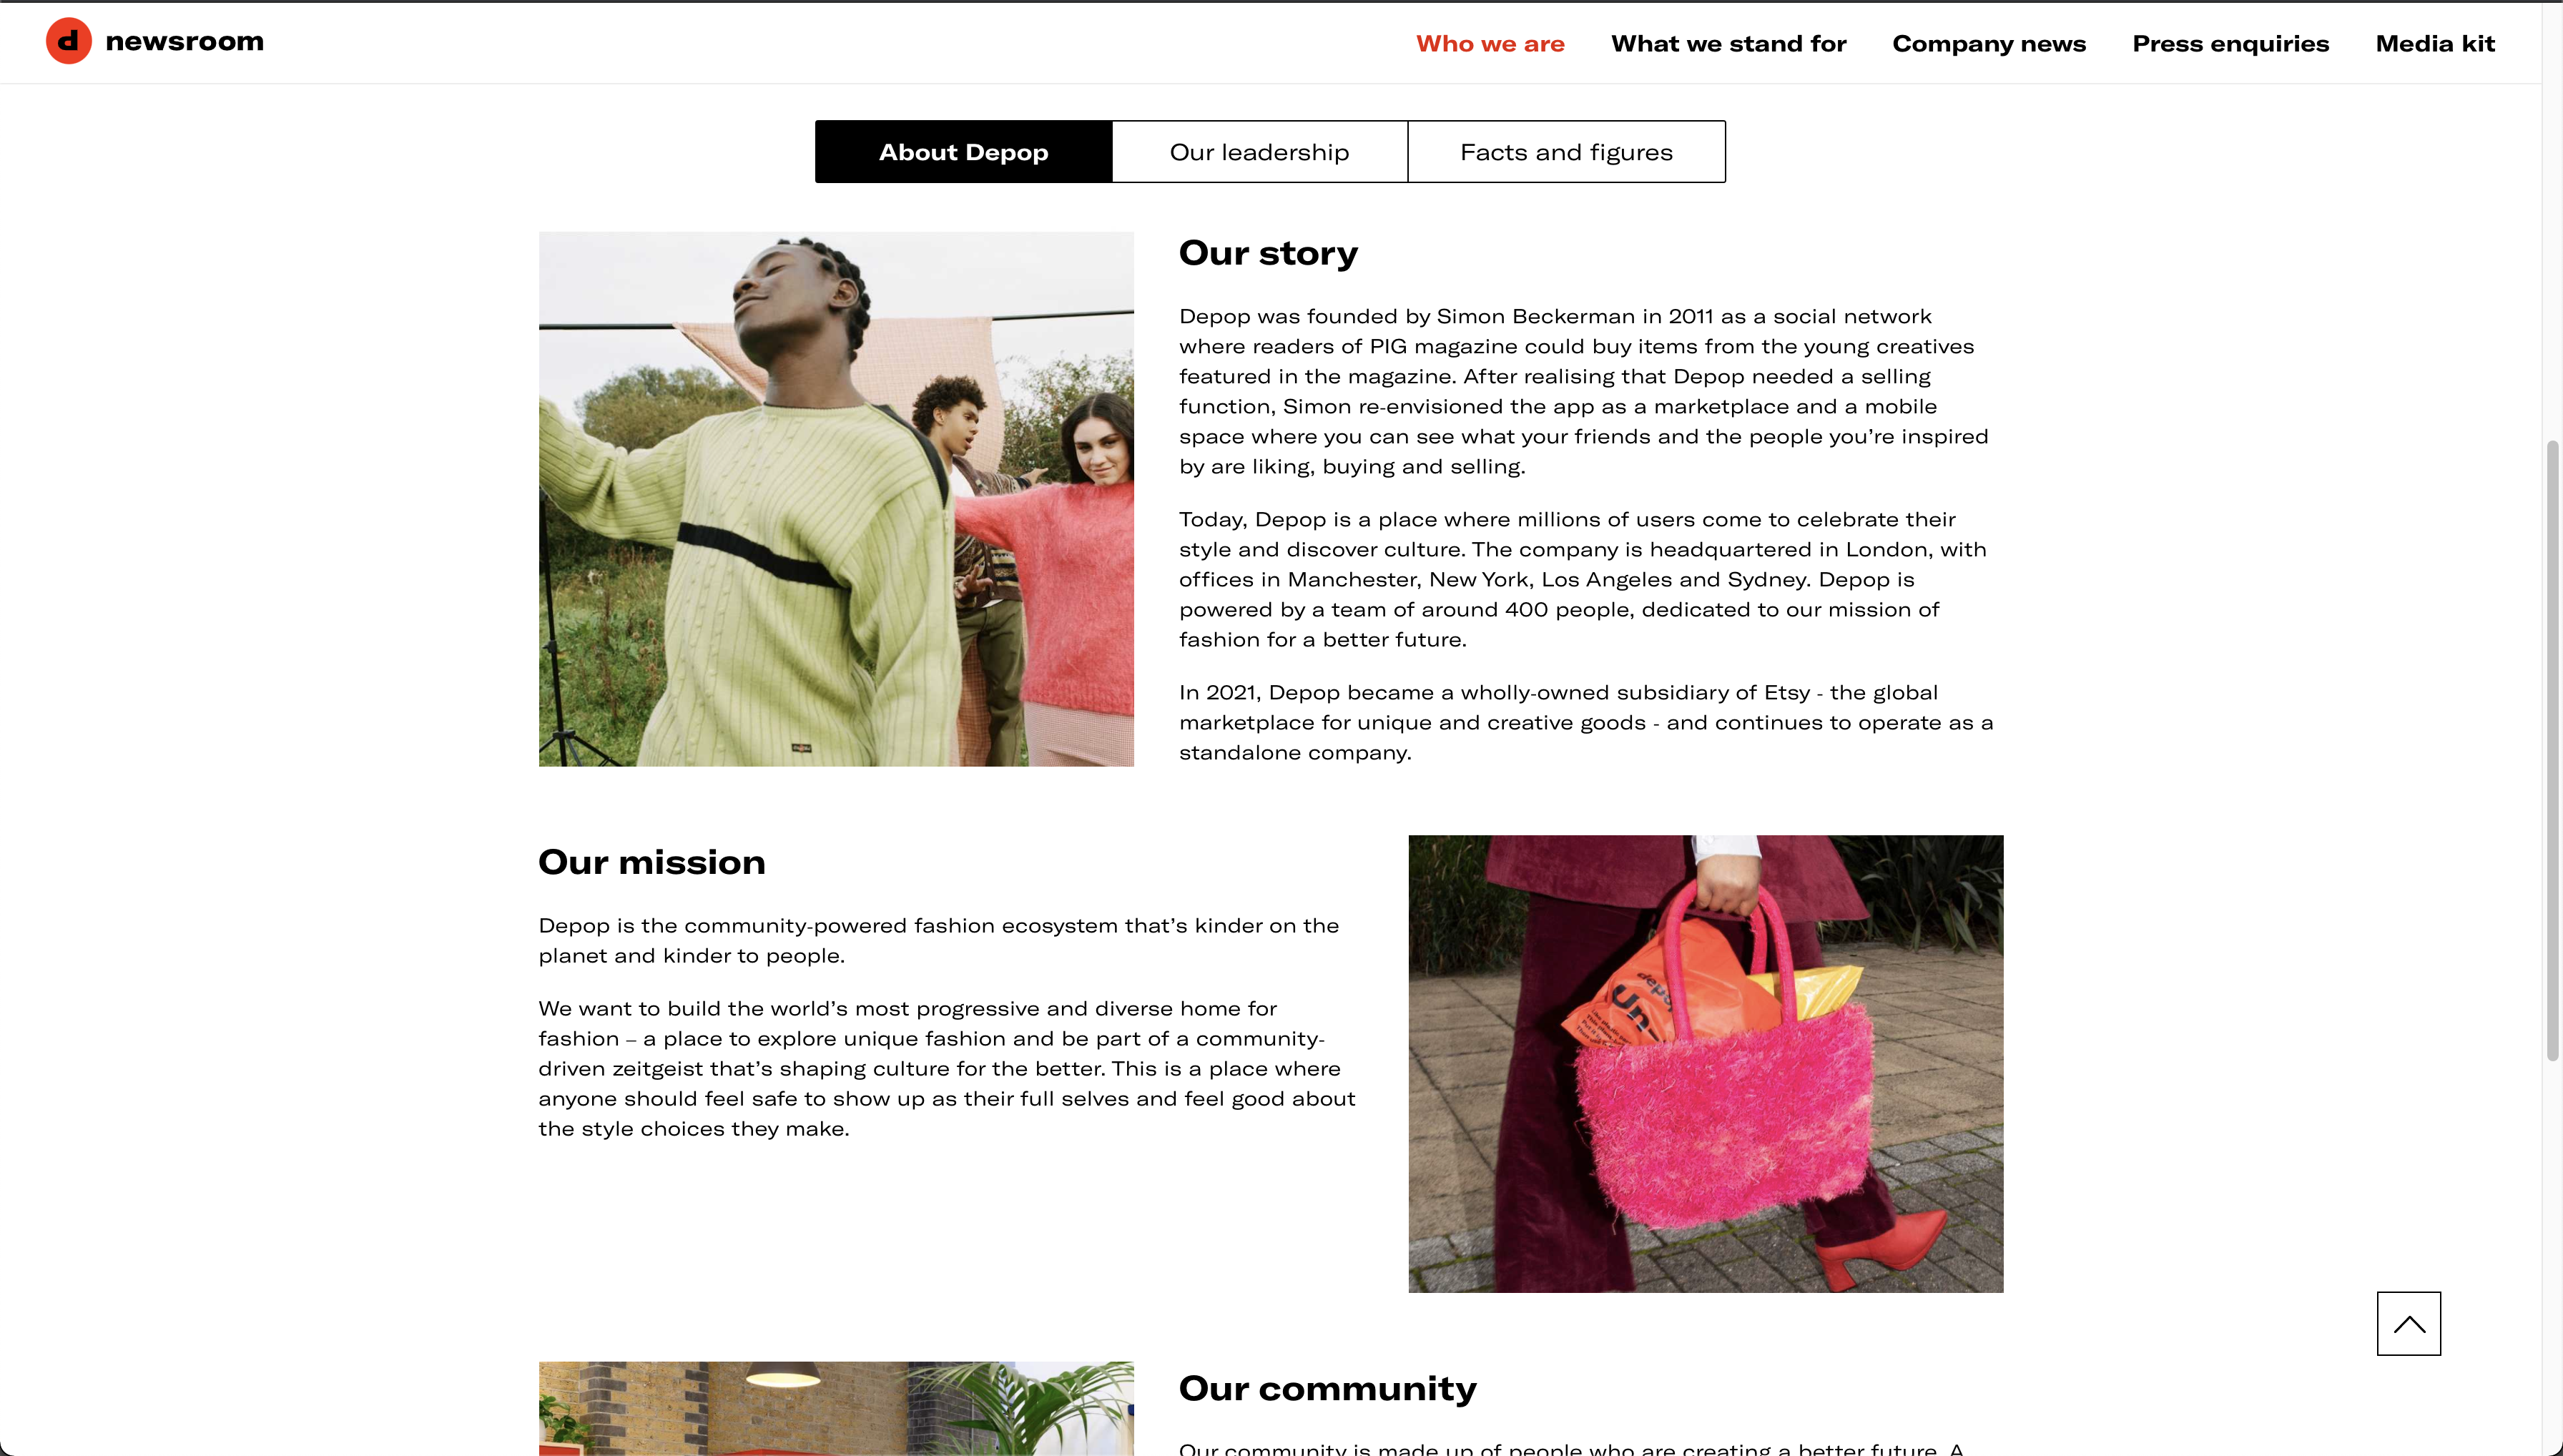 d newsroom
Who we are
What we stand for
Company news
Press enquiries
Media kit
About Depop
Our leadership
Facts and figures
Our story
Depop was founded by Simon Beckerman in 2011 as a social network
where readers of PIG magazine could buy items from the young creatives
featured in the magazine. After realising that Depop needed a selling
function, Simon re-envisioned the app as a marketplace and a mobile
space where you can see what your friends and the people you’re inspired
by are liking, buying and selling.
Today, Depop is a place where millions of users come to celebrate their
style and discover culture. The company is headquartered in London, with
offices in Manchester, New York, Los Angeles and Sydney. Depop is
powered by a team of around 400 people, dedicated to our mission of
fashion for a better future.
In 2021, Depop became a wholly-owned subsidiary of Etsy - the global
marketplace for unique and creative goods - and continues to operate as a
standalone company.
Our mission
Depop is the community-powered fashion ecosystem that’s kinder on the
planet and kinder to people.
We want to build the world’s most progressive and diverse home for
fashion – a place to explore unique fashion and be part of a community-
driven zeitgeist that’s shaping culture for the better. This is a place where
anyone should feel safe to show up as their full selves and feel good about
the style choices they make.
depop
Un-
Our community
Our community is made up of people who are creating a better future. A